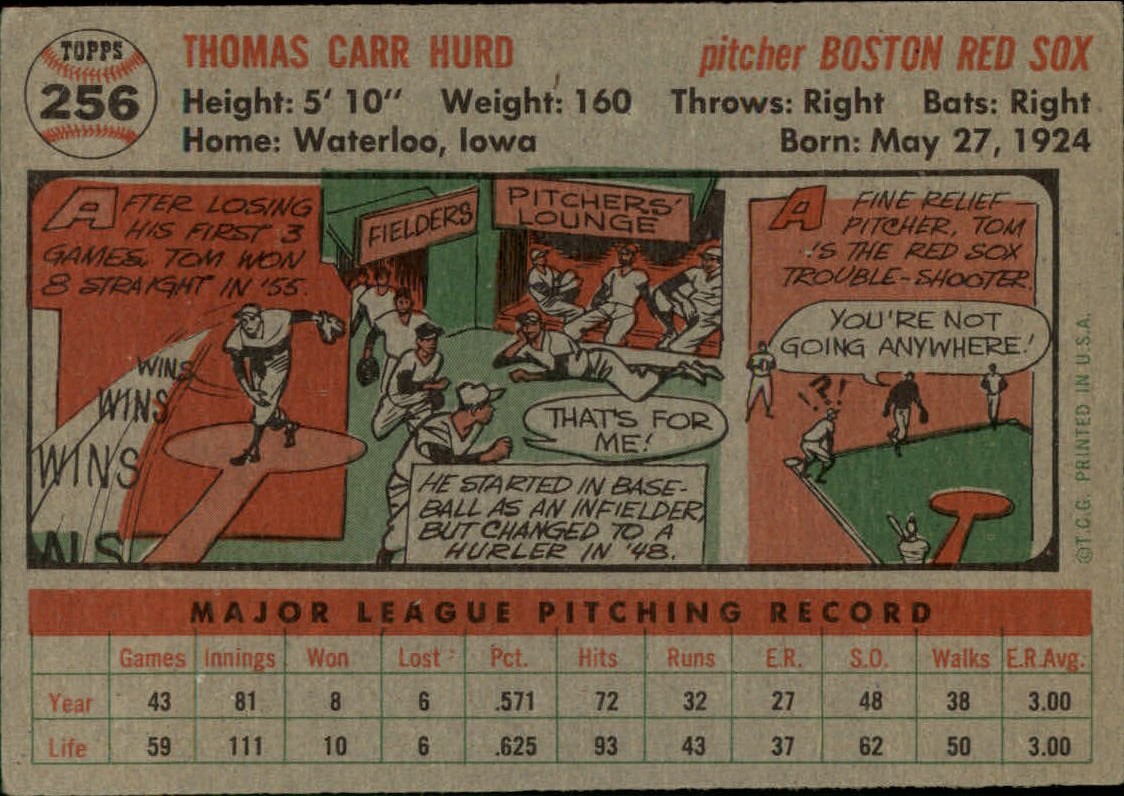 TOPPS
256
THOMAS CARR HURD
pitcher BOSTON RED SOX
Height: 5' 10" Weight: 160 Throws: Right Bats: Right
Home: Waterloo, Iowa Born: May 27, 1924
AFTER LOSING
HIS FIRST 3
GAMES, TOM WON
8 STRAIGHT IN '55.
WINS
WINS
WINS
FIELDERS
PITCHERS'
LOUNGE
THAT'S FOR
ME!
HE STARTED IN BASE-
BALL AS AN INFIELDER,
BUT CHANGED TO A
HURLER IN '48.
A FINE RELIEF
PITCHER, TOM
'S THE RED SOX
TROUBLE-SHOOTER.
YOU'RE NOT
GOING ANYWHERE!
!?!
©T.C.G. PRINTED IN U.S.A.
MAJOR LEAGUE PITCHING RECORD
Games Innings Won Lost Pct. Hits Runs E.R. S.O. Walks E.R.Avg.
Year 43 81 8 6 .571 72 32 27 48 38 3.00
Life 59 111 10 6 .625 93 43 37 62 50 3.00